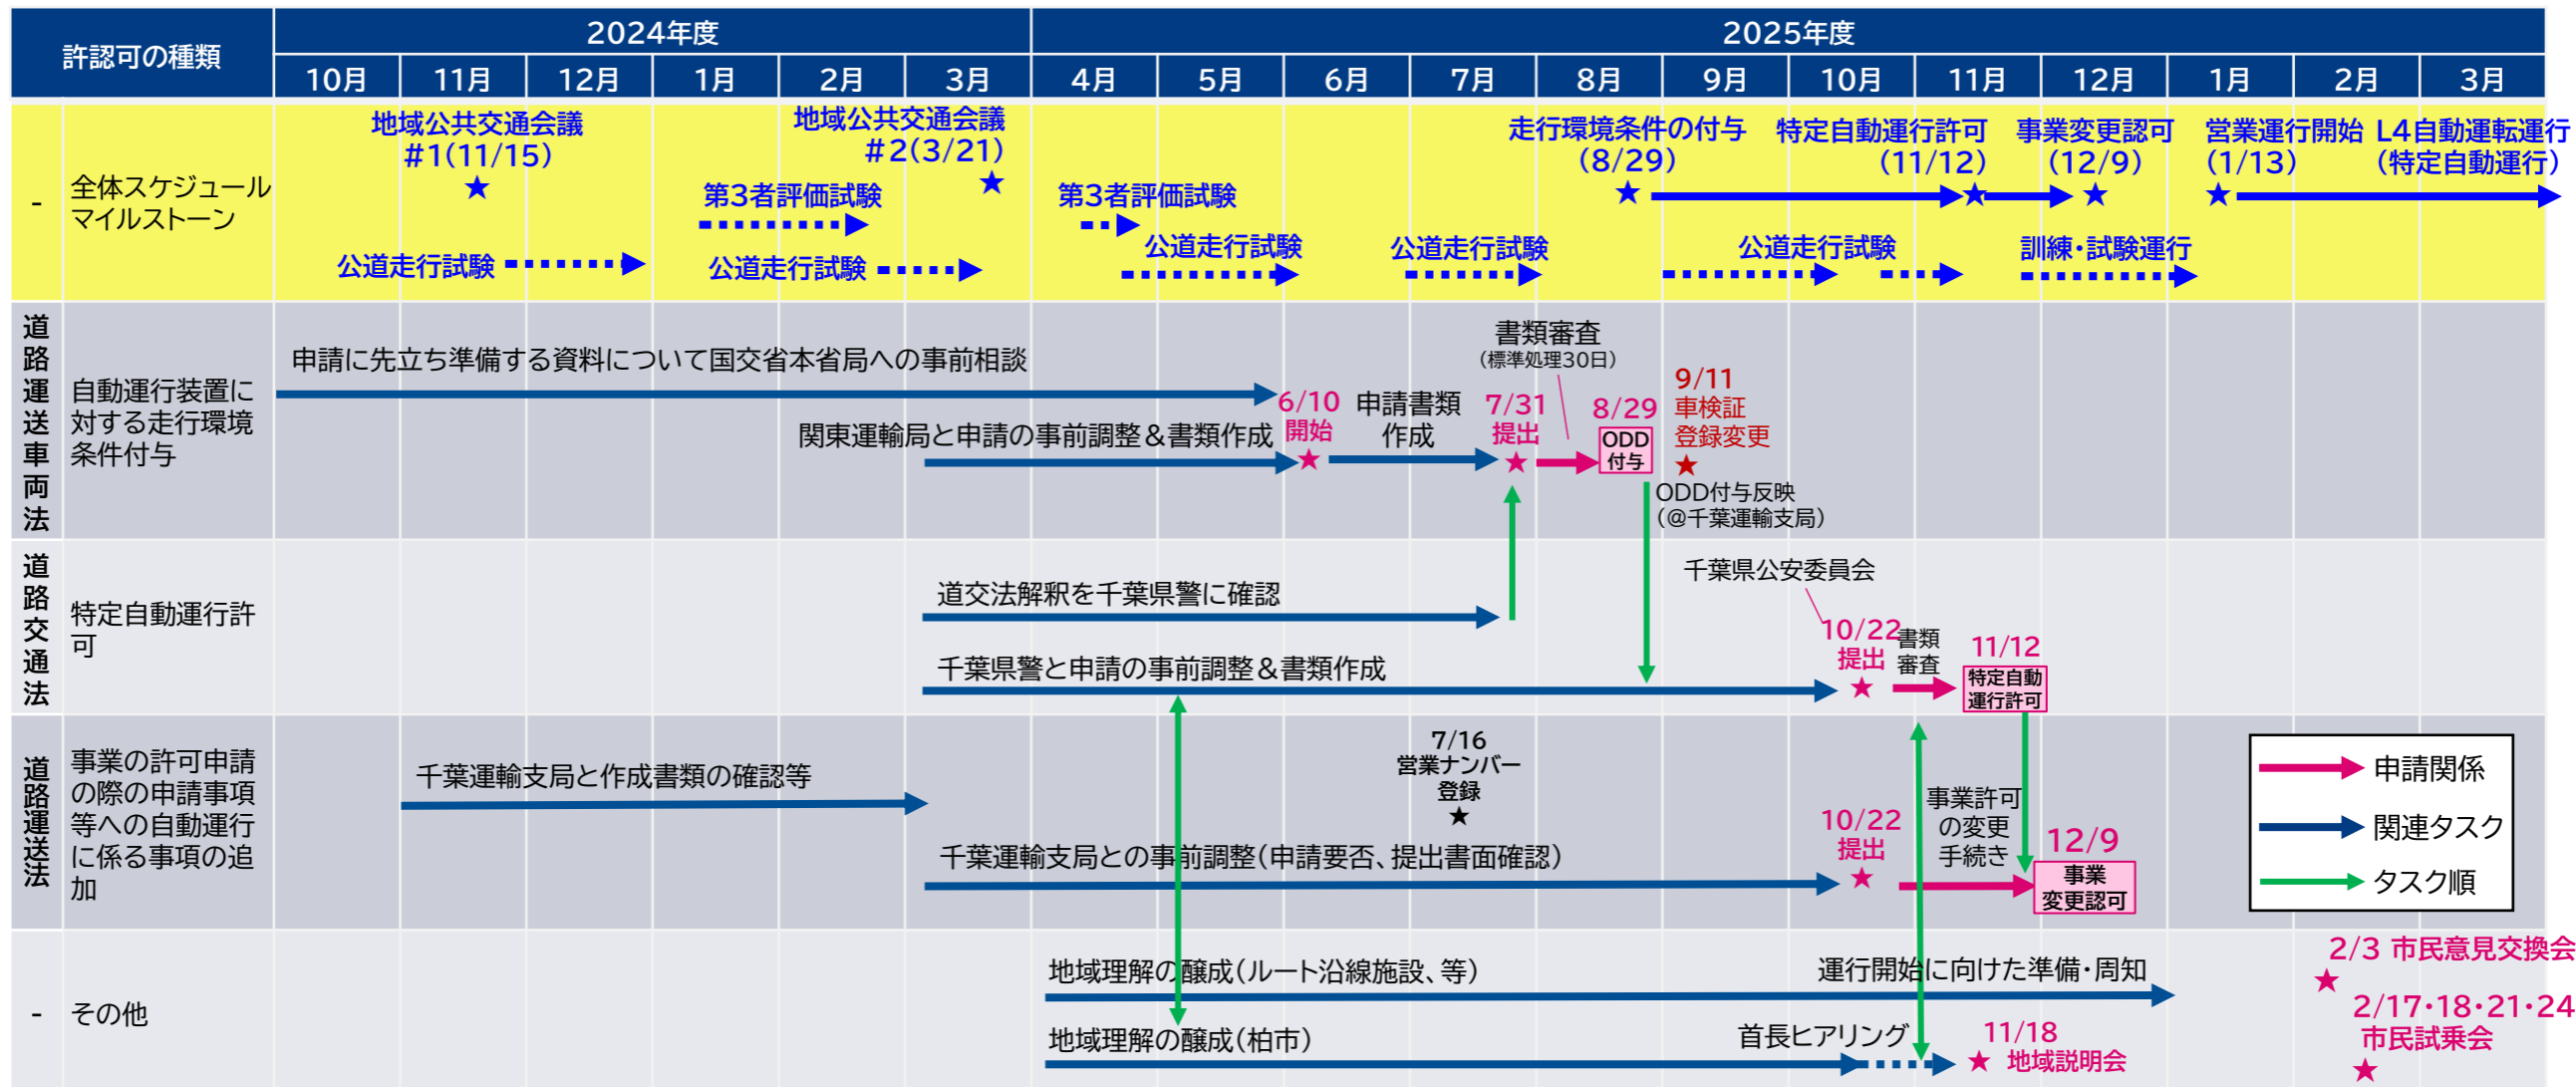 許認可の種類
2024年度
2025年度
10月
11月
12月
1月
2月
3月
4月
5月
6月
7月
8月
9月
10月
11月
12月
1月
2月
3月
-
全体スケジュール
マイルストーン
地域公共交通会議
#1(11/15)
★
地域公共交通会議
#2(3/21)
★
走行環境条件の付与
(8/29)
★
特定自動運行許可
(11/12)
★
事業変更認可
(12/9)
★
営業運行開始
(1/13)
★
L4自動運転運行
(特定自動運行)
第3者評価試験
第3者評価試験
公道走行試験
公道走行試験
公道走行試験
公道走行試験
公道走行試験
訓練・試験運行
道路運送車両法
自動運行装置に
対する走行環境
条件付与
申請に先立ち準備する資料について国交省本省局への事前相談
関東運輸局と申請の事前調整&書類作成
6/10
開始
★
申請書類
作成
7/31
提出
★
書類審査
(標準処理30日)
8/29
ODD
付与
9/11
車検証
登録変更
★
ODD付与反映
(@千葉運輸支局)
道路交通法
特定自動運行許
可
道交法解釈を千葉県警に確認
千葉県警と申請の事前調整&書類作成
千葉県公安委員会
10/22
提出
★
書類
審査
11/12
特定自動
運行許可
道路運送法
事業の許可申請
の際の申請事項
等への自動運行
に係る事項の追
加
千葉運輸支局と作成書類の確認等
千葉運輸支局との事前調整(申請要否、提出書面確認)
7/16
営業ナンバー
登録
★
10/22
提出
★
事業許可
の変更
手続き
12/9
事業
変更認可
申請関係
関連タスク
タスク順
-
その他
地域理解の醸成(ルート沿線施設、等)
運行開始に向けた準備・周知
地域理解の醸成(柏市)
首長ヒアリング
11/18
★ 地域説明会
2/3 市民意見交換会
★
2/17・18・21・24
市民試乗会
★